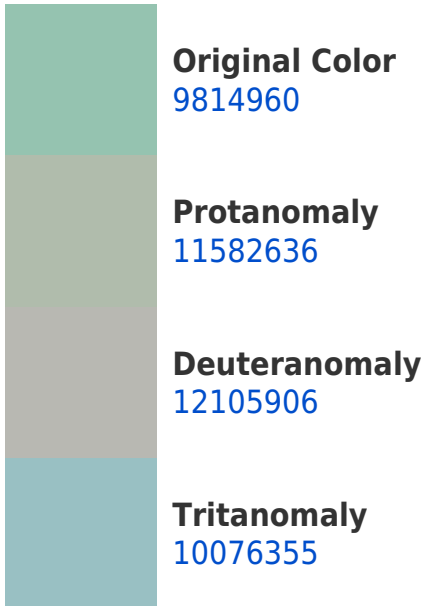 Original Color
9814960
Protanomaly
11582636
Deuteranomaly
12105906
Tritanomaly
10076355